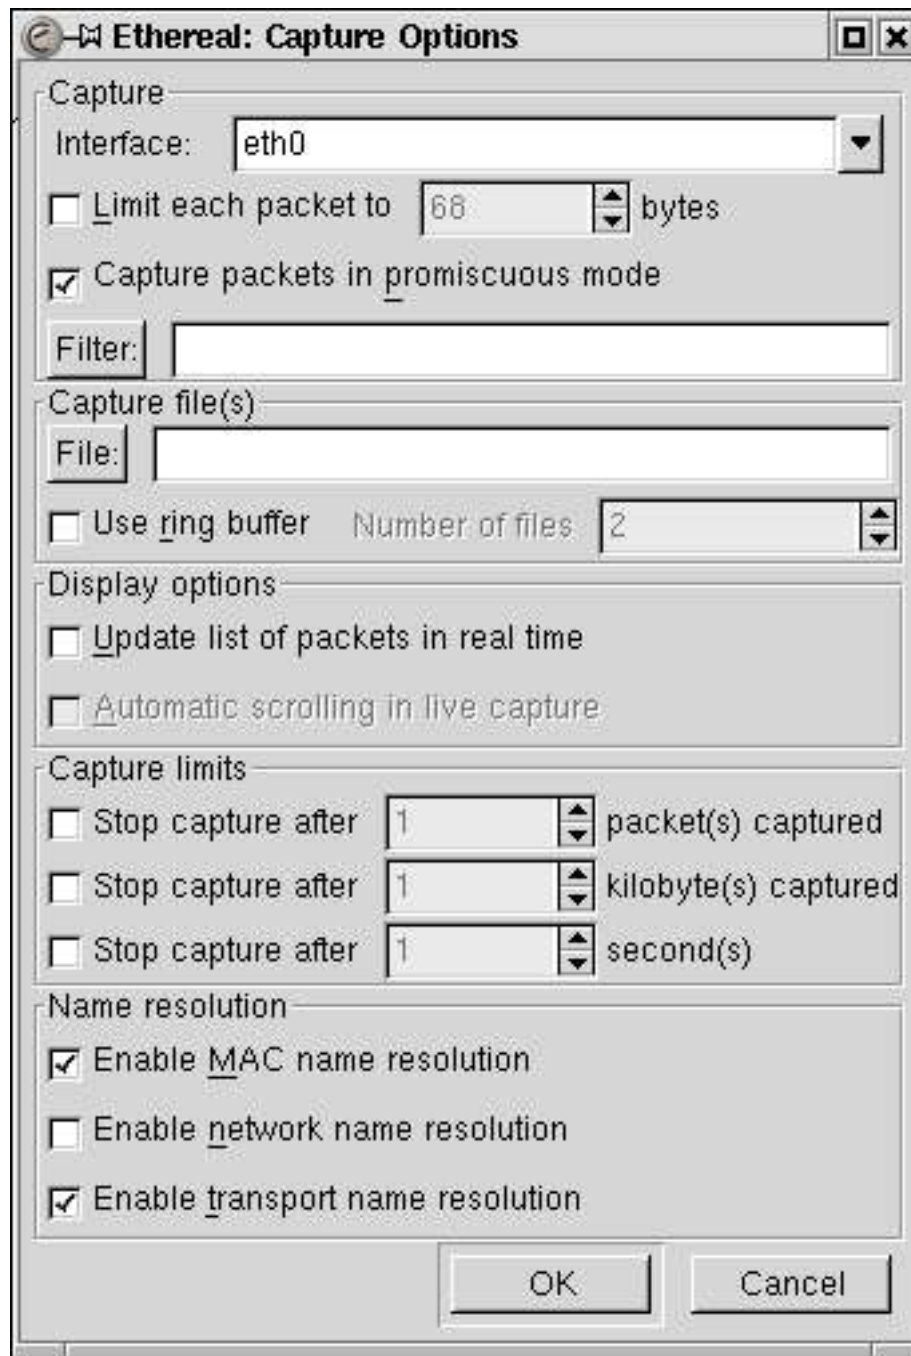 Ethereal: Capture Options
Capture
Interface: eth0
Limit each packet to 68 bytes
Capture packets in promiscuous mode
Filter:
Capture file(s)
File:
Use ring buffer Number of files 2
Display options
Update list of packets in real time
Automatic scrolling in live capture
Capture limits
Stop capture after 1 packet(s) captured
Stop capture after 1 kilobyte(s) captured
Stop capture after 1 second(s)
Name resolution
Enable MAC name resolution
Enable network name resolution
Enable transport name resolution
OK Cancel